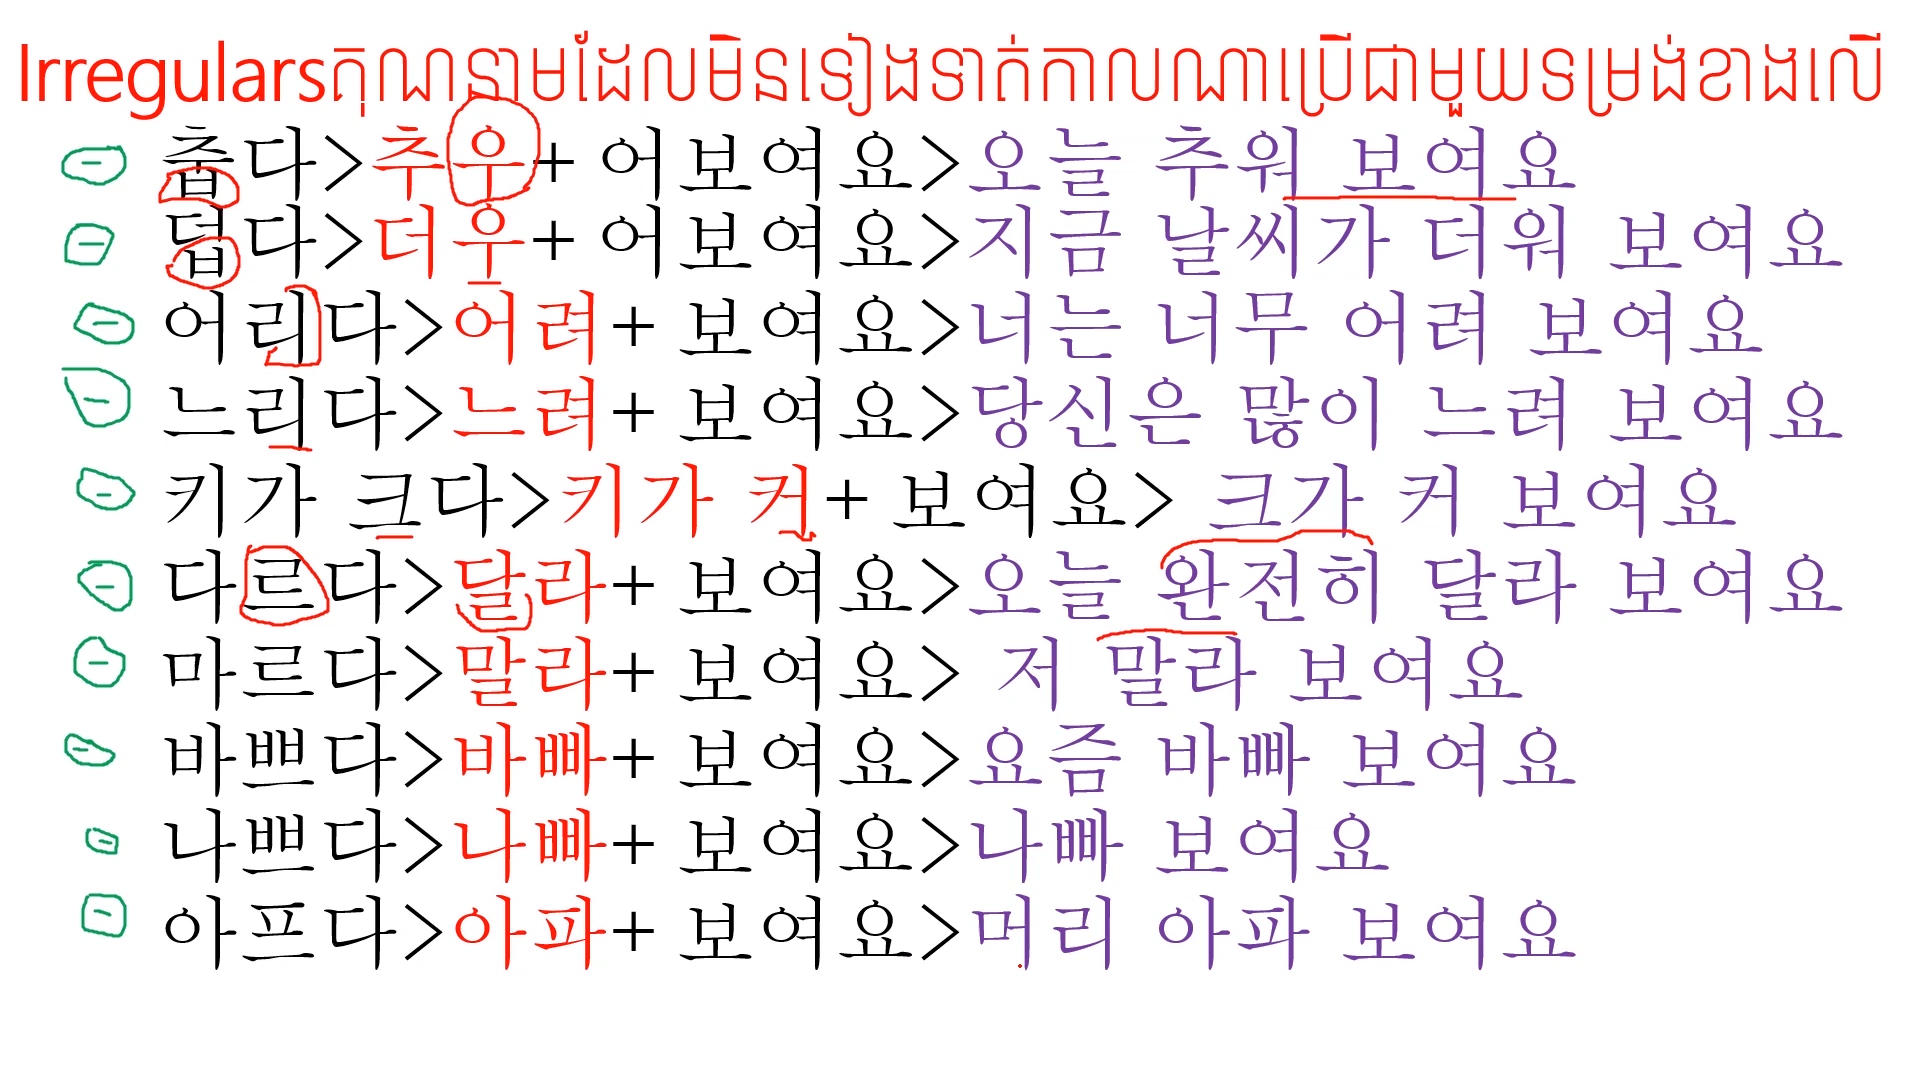 Irregularsគុណនាមដែលមិនទៀងទាត់កាលណាប្រើជាមួយទម្រង់ខាងលើ
춥다>추우+ 어보여요>오늘 추워 보여요
덥다>더우+ 어보여요>지금 날씨가 더워 보여요
어리다>어려+ 보여요>너는 너무 어려 보여요
느리다>느려+ 보여요>당신은 많이 느려 보여요
키가 크다>키가 커+ 보여요> 크가 커 보여요
다르다>달라+ 보여요>오늘 완전히 달라 보여요
마르다>말라+ 보여요> 저 말라 보여요
바쁘다>바빠+ 보여요>요즘 바빠 보여요
나쁘다>나빠+ 보여요>나빠 보여요
아프다>아파+ 보여요>머리 아파 보여요